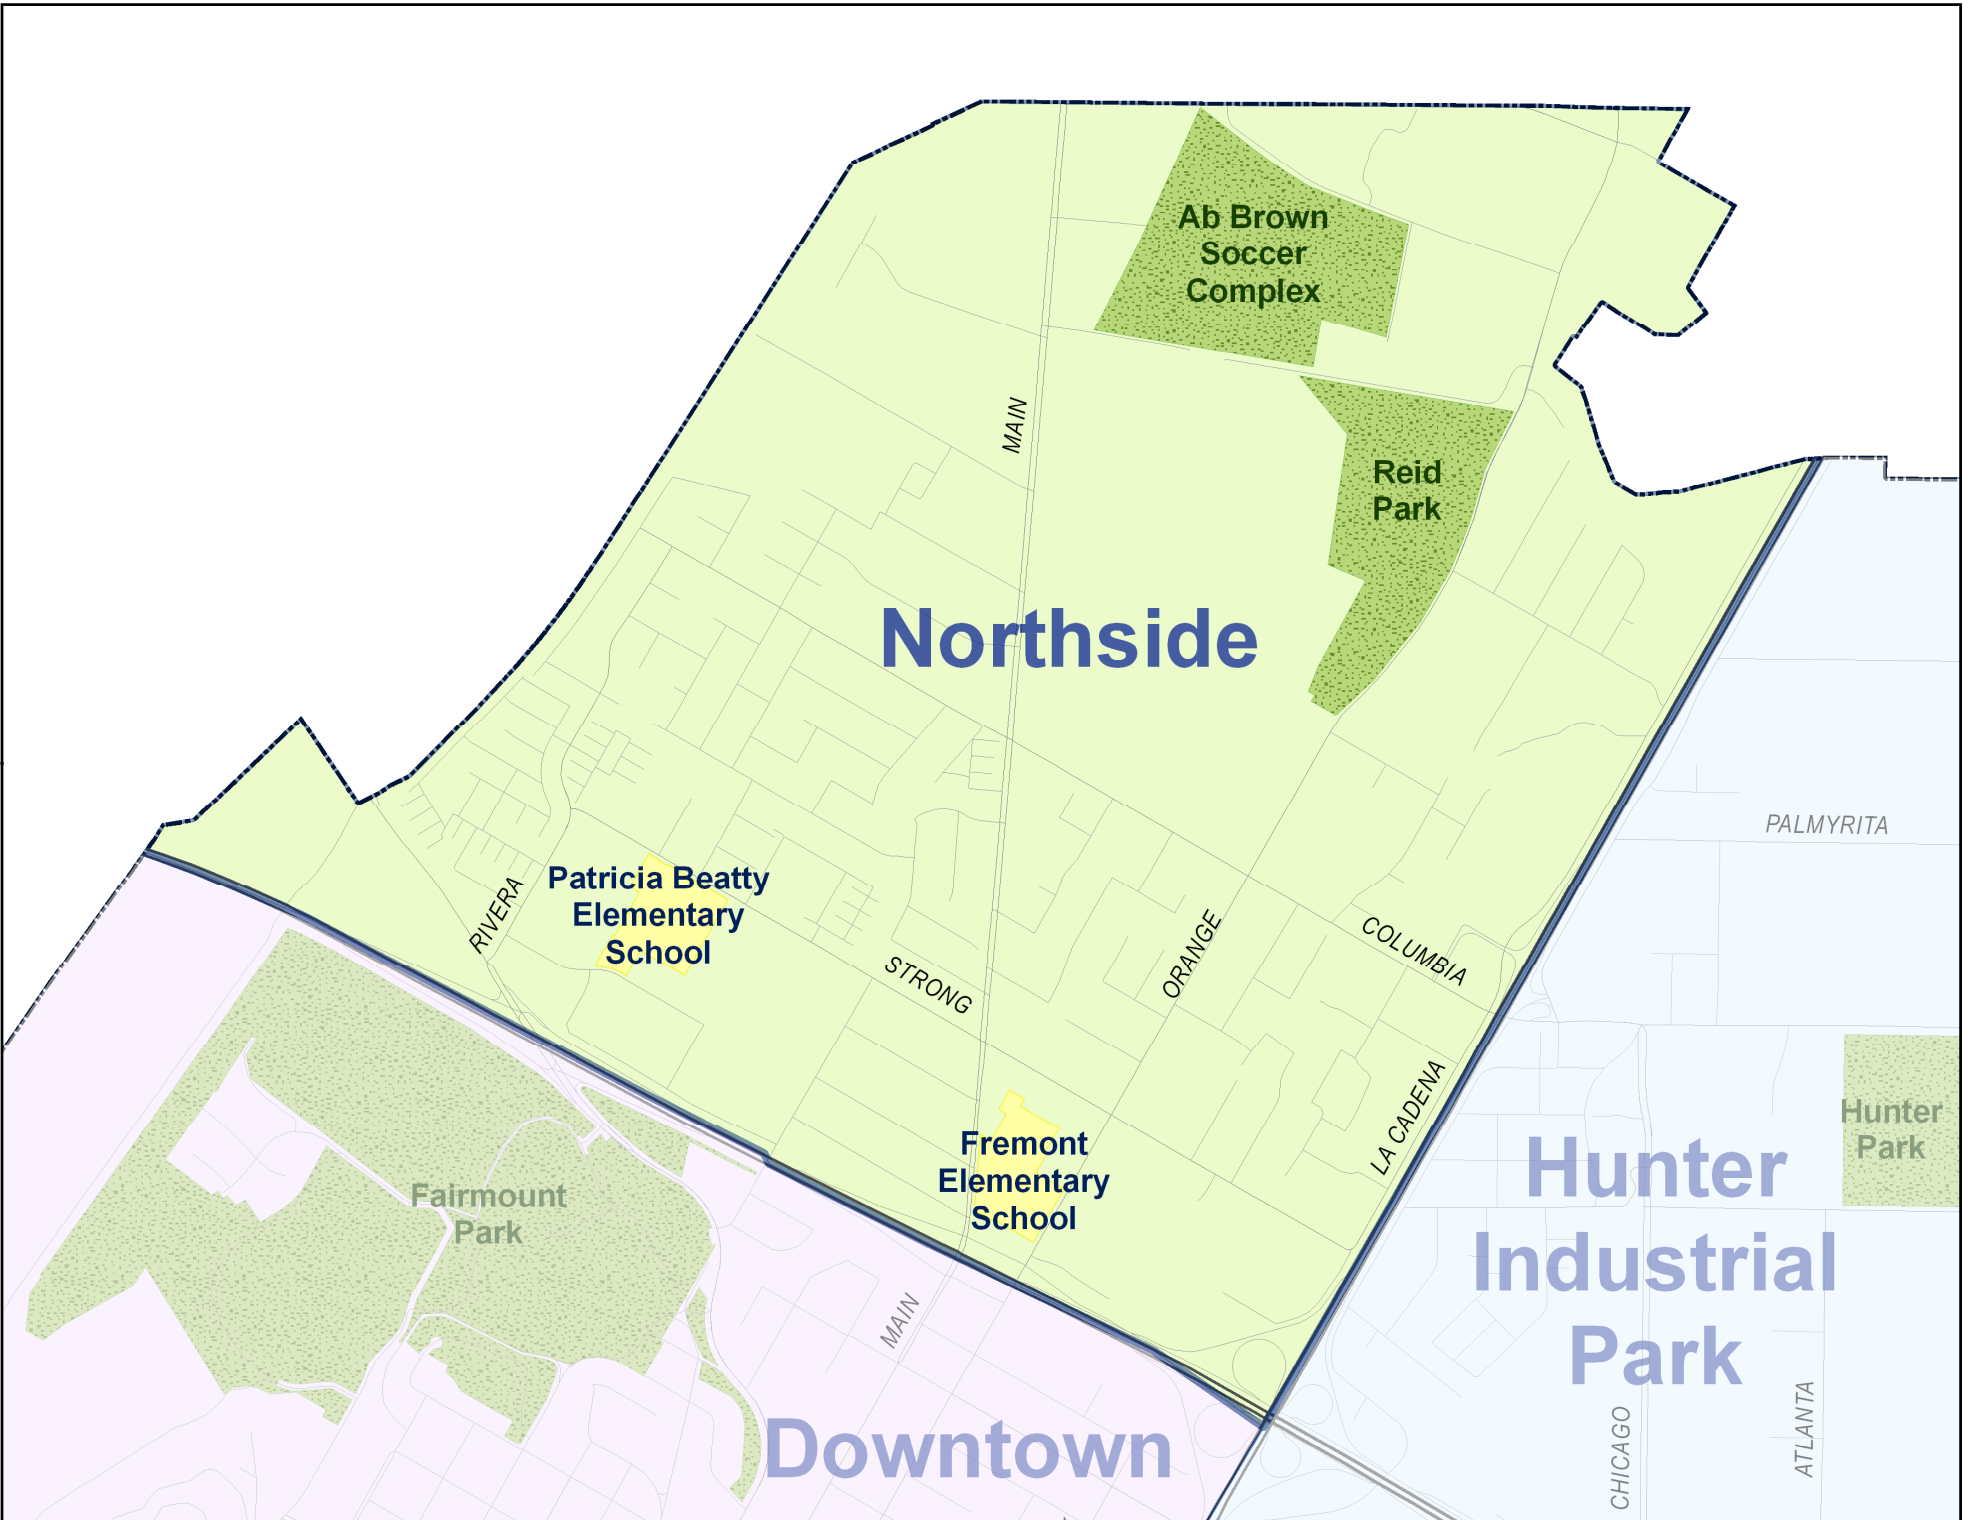 Ab Brown
Soccer
Complex
MAIN
Reid
Park
Northside
PALMYRITA
Patricia Beatty
Elementary
School
RIVERA
STRONG
ORANGE
COLUMBIA
LA CADENA
Fremont
Elementary
School
Hunter
Park
Hunter
Industrial
Park
Fairmount
Park
MAIN
Downtown
CHICAGO
ATLANTA